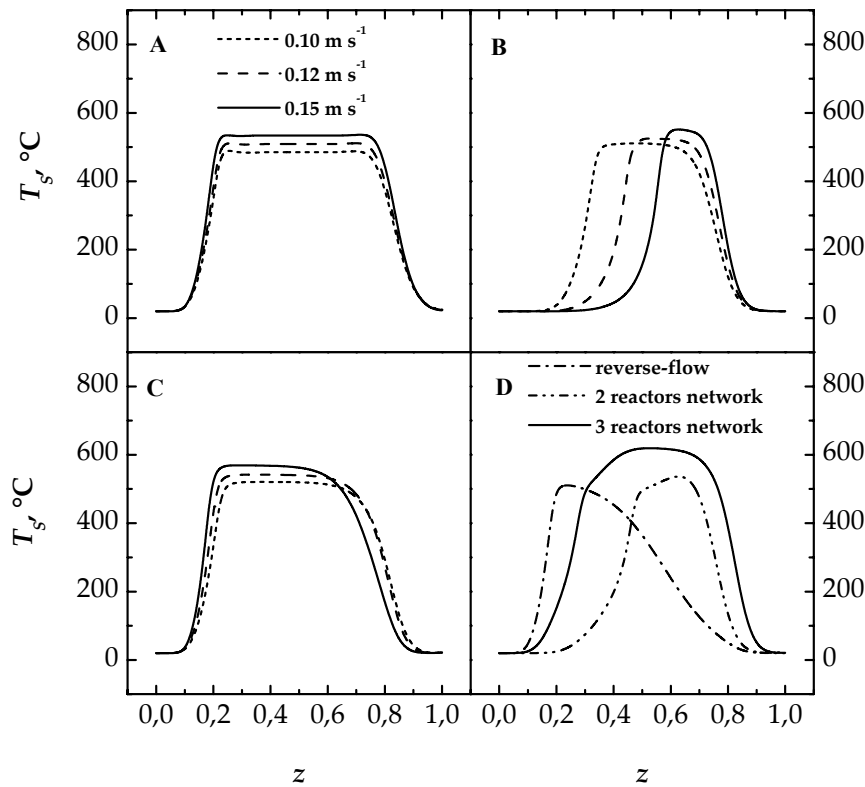 800
600
400
200
0
T_s, °C
A
0.10 m s⁻¹
0.12 m s⁻¹
0.15 m s⁻¹
B
800
600
400
200
0
800
600
400
200
0
T_s, °C
C
D
reverse-flow
2 reactors network
3 reactors network
800
600
400
200
0
0,0 0,2 0,4 0,6 0,8 1,0
0,0 0,2 0,4 0,6 0,8 1,0
z
z